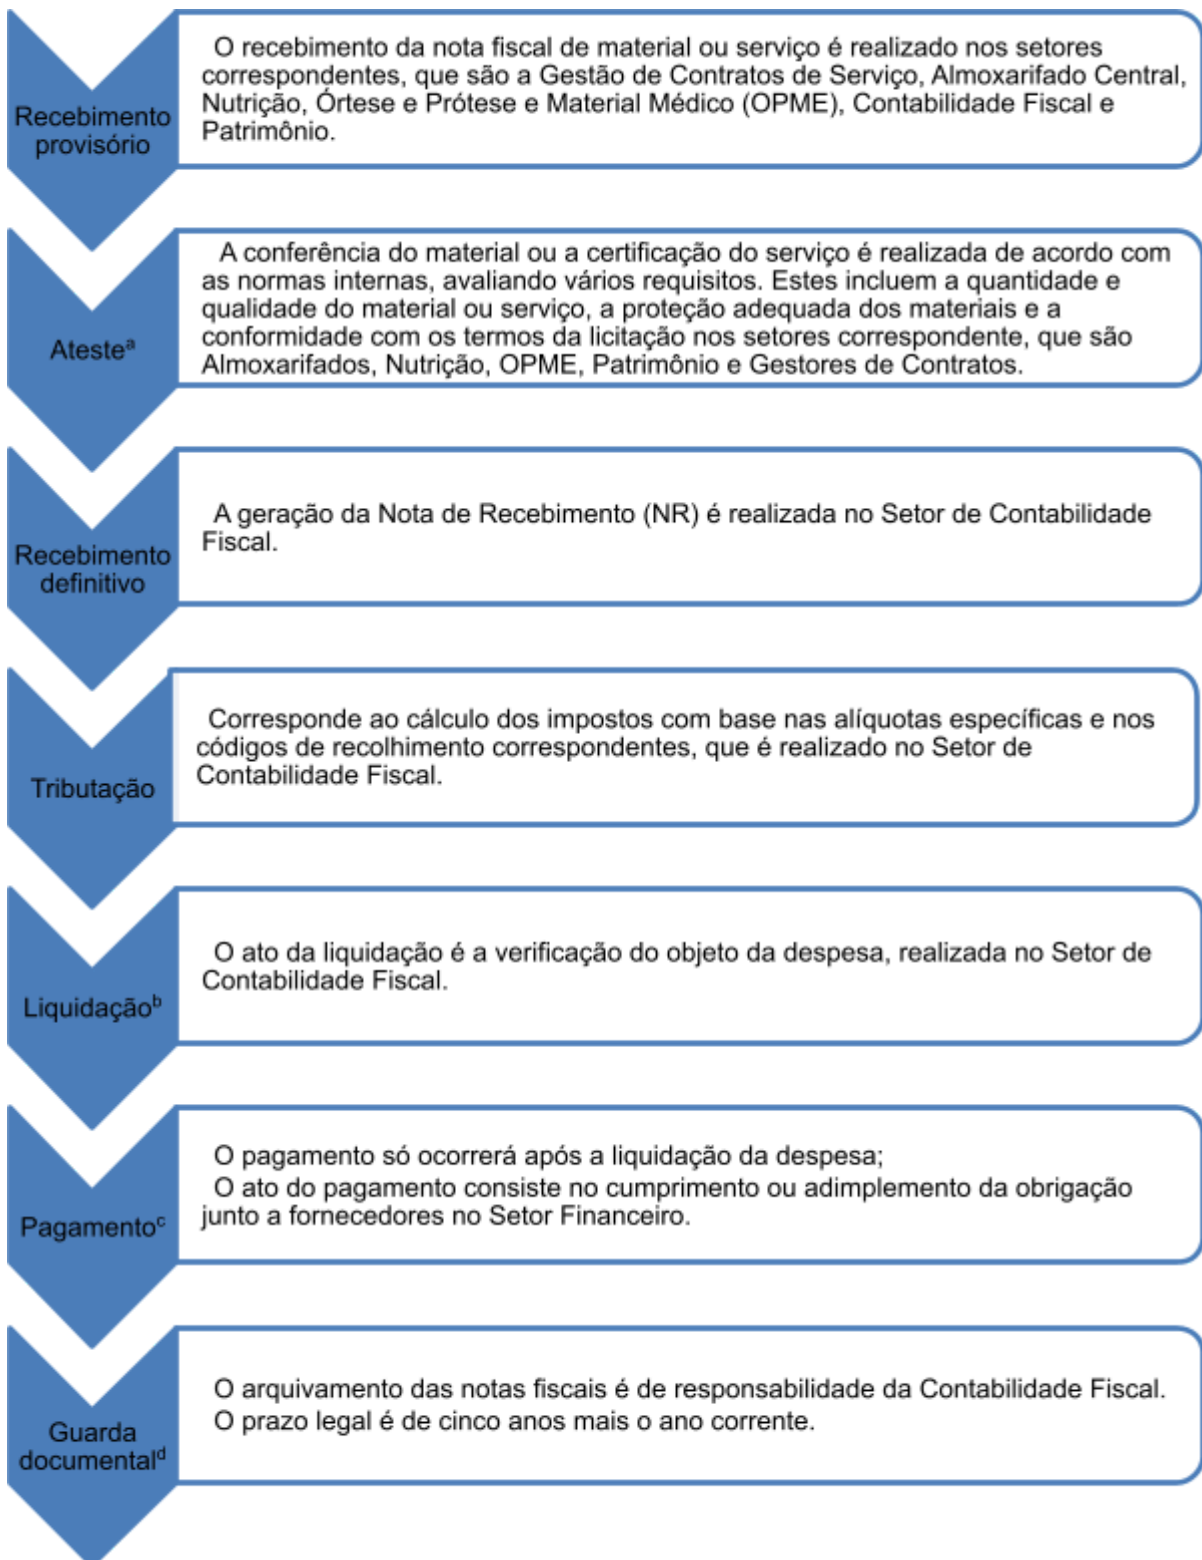 Recebimento
provisório
O recebimento da nota fiscal de material ou serviço é realizado nos setores
correspondentes, que são a Gestão de Contratos de Serviço, Almoxarifado Central,
Nutrição, Órtese e Prótese e Material Médico (OPME), Contabilidade Fiscal e
Patrimônio.
Ateste^a
A conferência do material ou a certificação do serviço é realizada de acordo com
as normas internas, avaliando vários requisitos. Estes incluem a quantidade e
qualidade do material ou serviço, a proteção adequada dos materiais e a
conformidade com os termos da licitação nos setores correspondente, que são
Almoxarifados, Nutrição, OPME, Patrimônio e Gestores de Contratos.
Recebimento
definitivo
A geração da Nota de Recebimento (NR) é realizada no Setor de Contabilidade
Fiscal.
Tributação
Corresponde ao cálculo dos impostos com base nas alíquotas específicas e nos
códigos de recolhimento correspondentes, que é realizado no Setor de
Contabilidade Fiscal.
Liquidação^b
O ato da liquidação é a verificação do objeto da despesa, realizada no Setor de
Contabilidade Fiscal.
Pagamento^c
O pagamento só ocorrerá após a liquidação da despesa;
O ato do pagamento consiste no cumprimento ou adimplemento da obrigação
junto a fornecedores no Setor Financeiro.
Guarda
documental^d
O arquivamento das notas fiscais é de responsabilidade da Contabilidade Fiscal.
O prazo legal é de cinco anos mais o ano corrente.